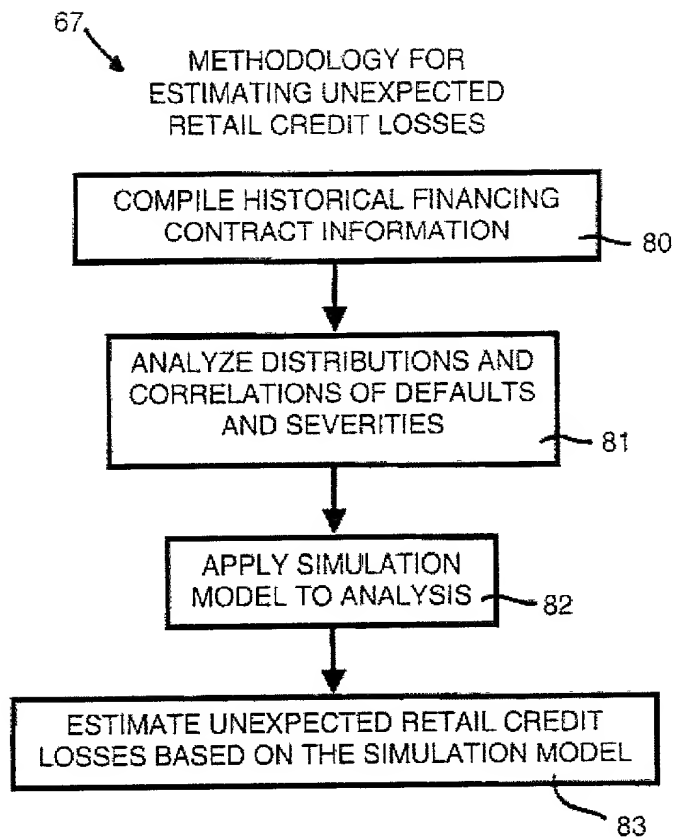 67
METHODOLOGY FOR
ESTIMATING UNEXPECTED
RETAIL CREDIT LOSSES
COMPILE HISTORICAL FINANCING
CONTRACT INFORMATION
80
ANALYZE DISTRIBUTIONS AND
CORRELATIONS OF DEFAULTS
AND SEVERITIES
81
APPLY SIMULATION
MODEL TO ANALYSIS
82
ESTIMATE UNEXPECTED RETAIL CREDIT
LOSSES BASED ON THE SIMULATION MODEL
83